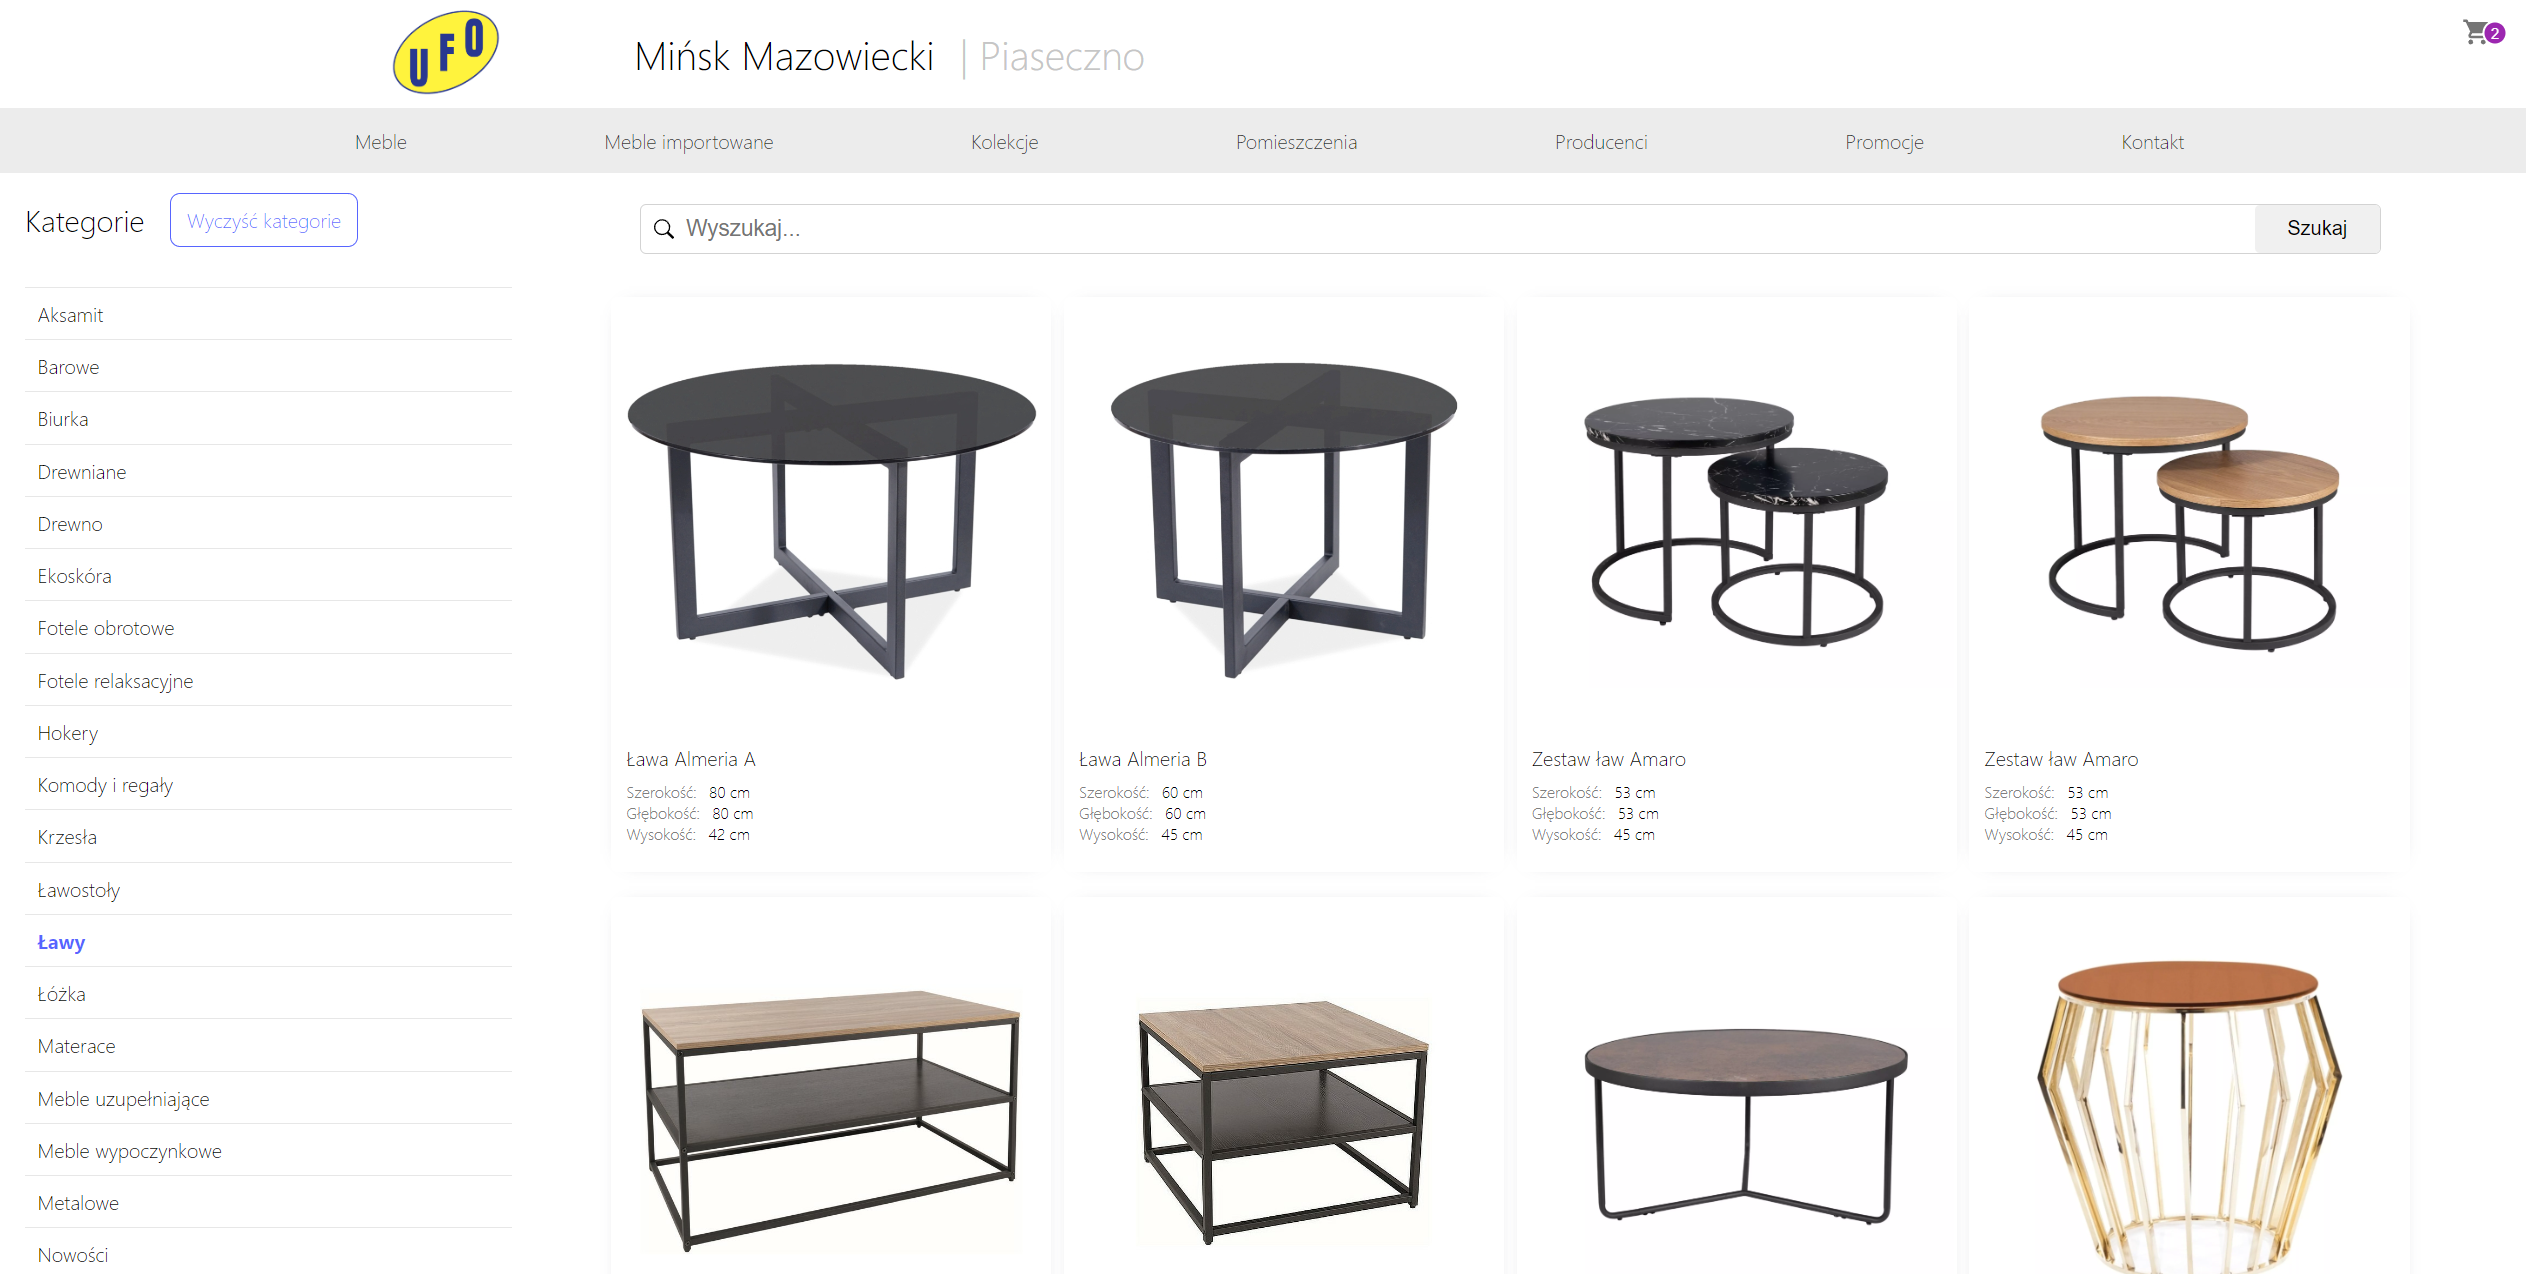 UFO
Mińsk Mazowiecki | Piaseczno
2
Meble Meble importowane Kolekcje Pomieszczenia Producenci Promocje Kontakt
Kategorie Wyczyść kategorie
Wyszukaj... Szukaj
Aksamit
Barowe
Biurka
Drewniane
Drewno
Ekoskóra
Fotele obrotowe
Fotele relaksacyjne
Hokery
Komody i regały
Krzesła
Ławostoły
Ławy
Łóżka
Materace
Meble uzupełniające
Meble wypoczynkowe
Metalowe
Nowości
Ława Almeria A
Szerokość: 80 cm
Głębokość: 80 cm
Wysokość: 42 cm
Ława Almeria B
Szerokość: 60 cm
Głębokość: 60 cm
Wysokość: 45 cm
Zestaw ław Amaro
Szerokość: 53 cm
Głębokość: 53 cm
Wysokość: 45 cm
Zestaw ław Amaro
Szerokość: 53 cm
Głębokość: 53 cm
Wysokość: 45 cm